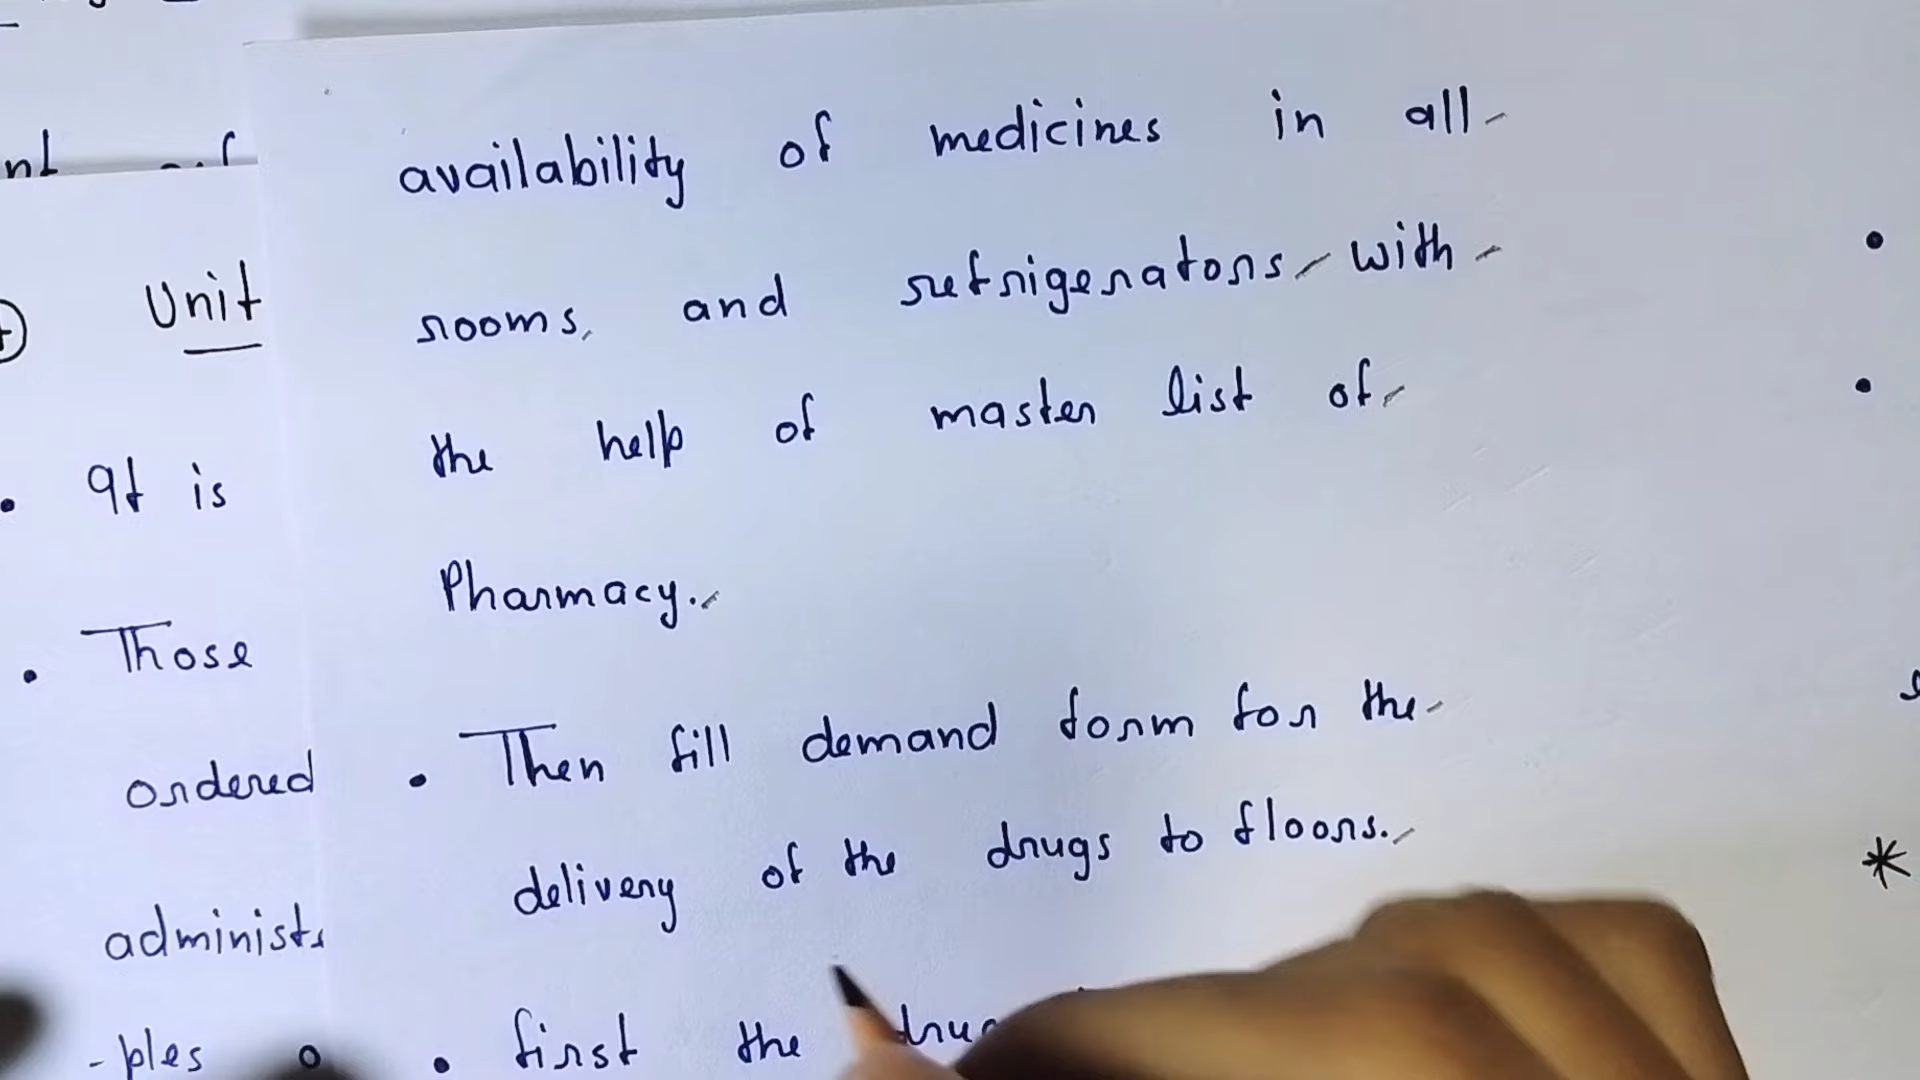 availability of medicines in all
rooms, and refrigerators with
the help of master list of
Pharmacy.
• Then fill demand form for the
delivery of the drugs to floors.
• first the
Unit
• It is
• Those
ordered
administ
-ples
*